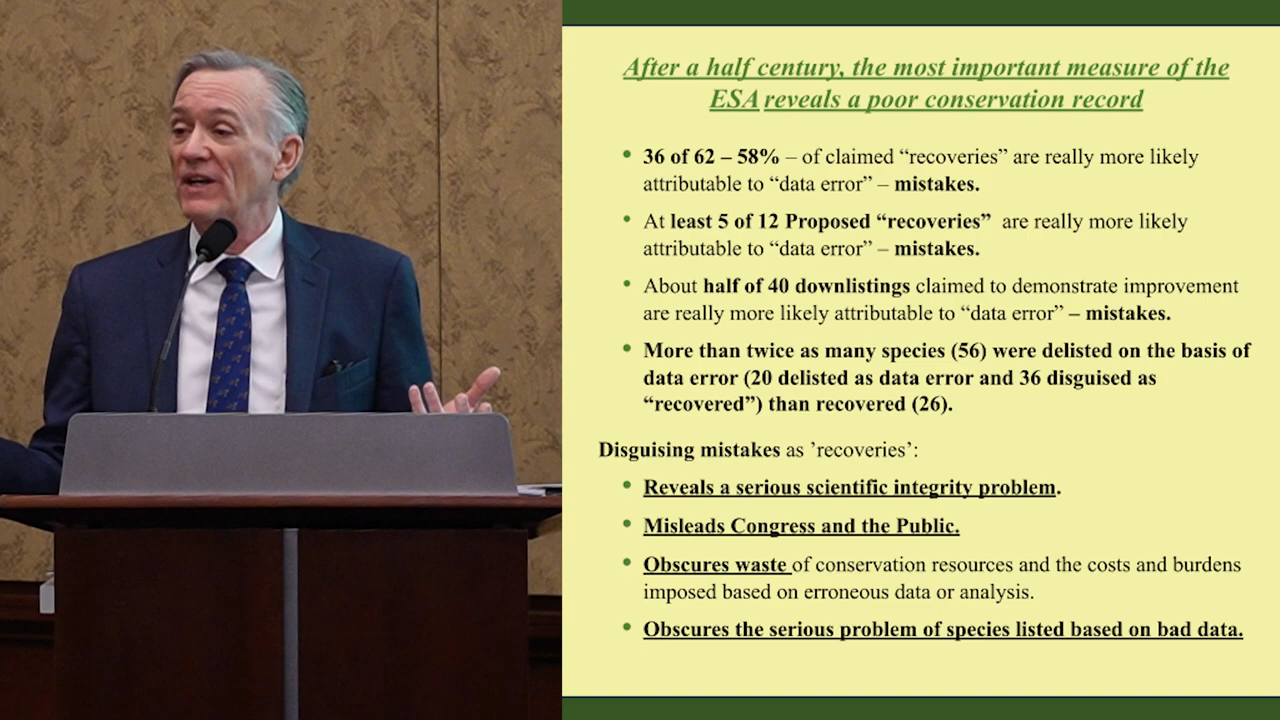 After a half century, the most important measure of the
ESA reveals a poor conservation record
• 36 of 62 – 58% – of claimed “recoveries” are really more likely
attributable to “data error” – mistakes.
• At least 5 of 12 Proposed “recoveries” are really more likely
attributable to “data error” – mistakes.
• About half of 40 downlistings claimed to demonstrate improvement
are really more likely attributable to “data error” – mistakes.
• More than twice as many species (56) were delisted on the basis of
data error (20 delisted as data error and 36 disguised as
“recovered”) than recovered (26).
Disguising mistakes as ’recoveries’:
• Reveals a serious scientific integrity problem.
• Misleads Congress and the Public.
• Obscures waste of conservation resources and the costs and burdens
imposed based on erroneous data or analysis.
• Obscures the serious problem of species listed based on bad data.